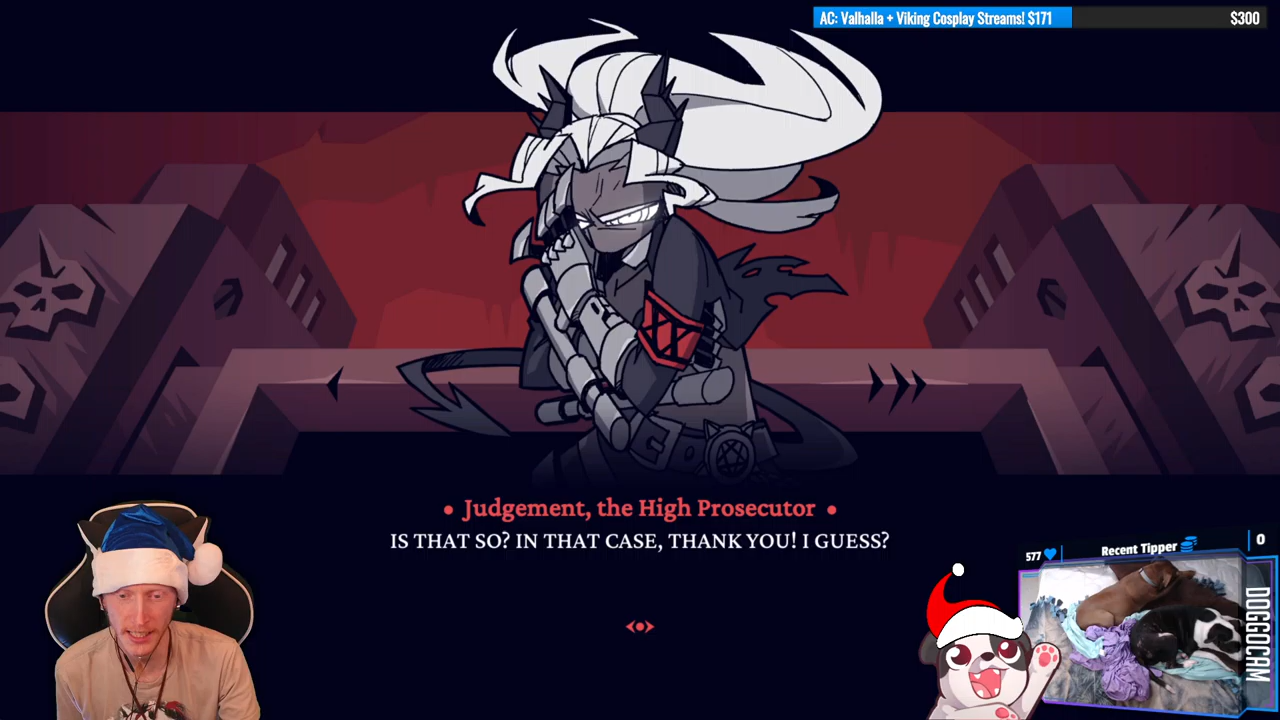 AC: Valhalla + Viking Cosplay Streams! $171
$300
XX
• Judgement, the High Prosecutor •
IS THAT SO? IN THAT CASE, THANK YOU! I GUESS?
577
Recent Tipper
0
DOGGOCAM